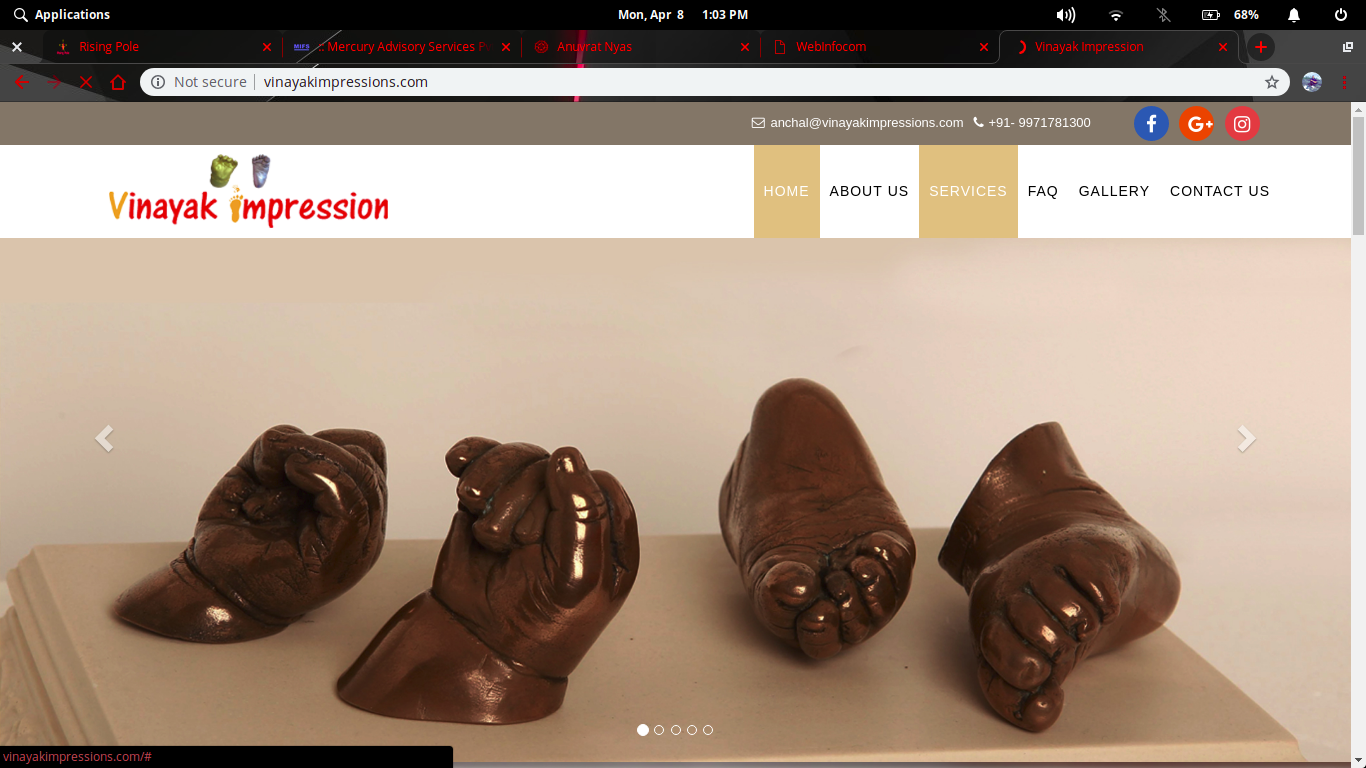 Applications
Mon, Apr 8 1:03 PM
68%
Rising Pole
:: Mercury Advisory Services P
Anuvrat Nyas
WebInfocom
Vinayak Impression
Not secure
vinayakimpressions.com
anchal@vinayakimpressions.com +91- 9971781300
f G+
Vinayak impression
HOME ABOUT US SERVICES FAQ GALLERY CONTACT US
vinayakimpressions.com/#